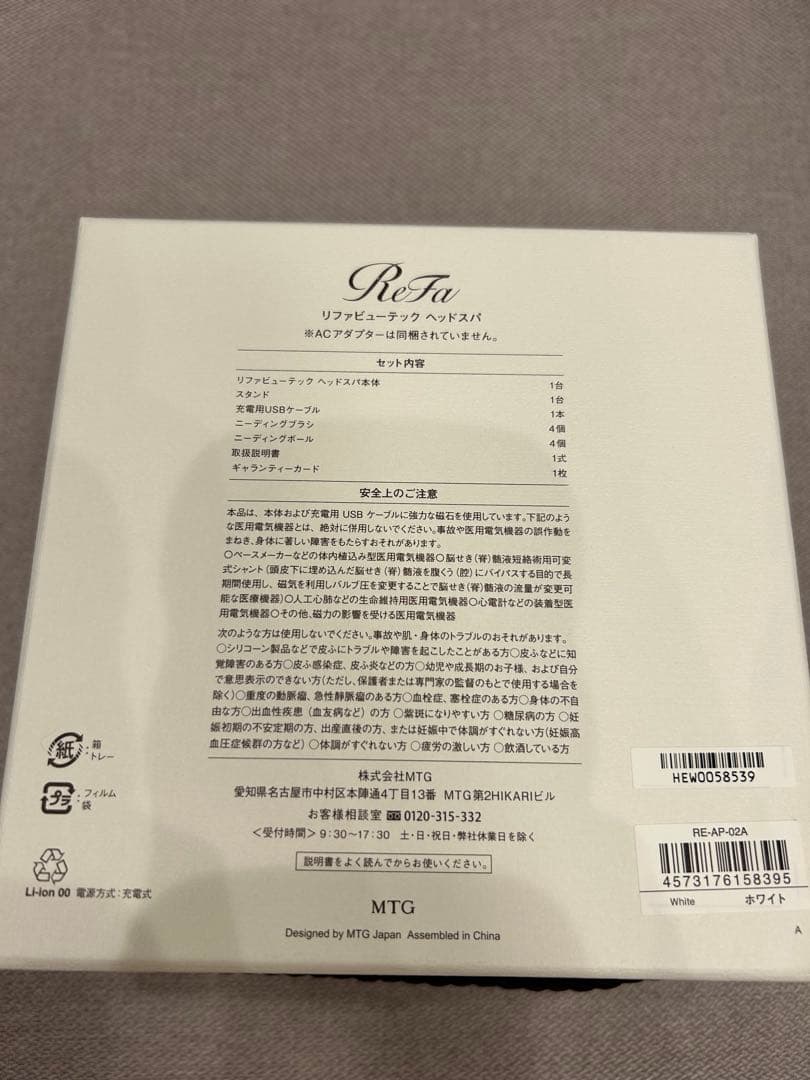 ReFa
リファビューテック ヘッドスパ
※ACアダプターは同梱されていません。
セット内容
リファビューテック ヘッドスパ本体 1台
スタンド 1台
充電用USBケーブル 1本
ニーディングブラシ 4個
ニーディングボール 4個
取扱説明書 1式
ギャランティーカード 1枚
安全上のご注意
本品は、本体および充電用 USB ケーブルに強力な磁石を使用しています。下記のよう
な医用電気機器とは、絶対に併用しないでください。事故や医用電気機器の誤作動を
まねき、身体に著しい障害をもたらすおそれがあります。
○ペースメーカーなどの体内植込み型医用電気機器○脳せき(脊)髄液短絡術用可変
式シャント(頭皮下に埋め込んだ脳せき(脊)髄液を腹くう(腔)にバイパスする目的で長
期間使用し、磁気を利用しバルブ圧を変更することで脳せき(脊)髄液の流量が変更可
能な医療機器)○人工心肺などの生命維持用医用電気機器○心電計などの装着型医
用電気機器○その他、磁力の影響を受ける医用電気機器
次のような方は使用しないでください。事故や肌・身体のトラブルのおそれがあります。
○シリコーン製品などで皮ふにトラブルや障害を起こしたことがある方○皮ふなどに知
覚障害のある方○皮ふ感染症、皮ふ炎などの方○幼児や成長期のお子様、および自分
で意思表示のできない方(ただし、保護者または専門家の監督のもとで使用する場合を
除く)○重度の動脈瘤、急性静脈瘤のある方○血栓症、塞栓症のある方○身体の不自
由な方○出血性疾患(血友病など)の方○紫斑になりやすい方○糖尿病の方○妊
娠初期の不安定期の方、出産直後の方、または妊娠中で体調がすぐれない方(妊娠高
血圧症候群の方など)○体調がすぐれない方○疲労の激しい方○飲酒している方
株式会社MTG
愛知県名古屋市中村区本陣通4丁目13番 MTG第2HIKARIビル
お客様相談室 0120-315-332
＜受付時間＞9:30〜17:30 土・日・祝日・弊社休業日を除く
説明書をよく読んでからお使いください。
MTG
Designed by MTG Japan Assembled in China
紙:箱
トレー
プラ:フィルム
袋
Li-ion 00 電源方式:充電式
HEW0058539
RE-AP-02A
4573176158395
White ホワイト
A